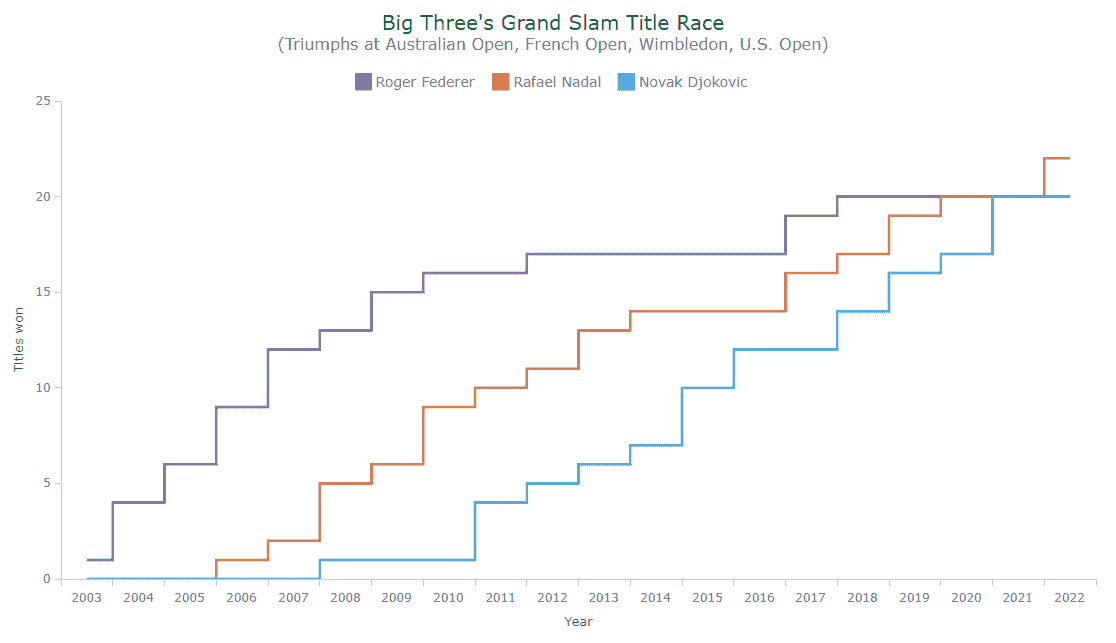 Big Three's Grand Slam Title Race
(Triumphs at Australian Open, French Open, Wimbledon, U.S. Open)
Roger Federer Rafael Nadal Novak Djokovic
25
20
15
10
5
0
Titles won
2003 2004 2005 2006 2007 2008 2009 2010 2011 2012 2013 2014 2015 2016 2017 2018 2019 2020 2021 2022
Year